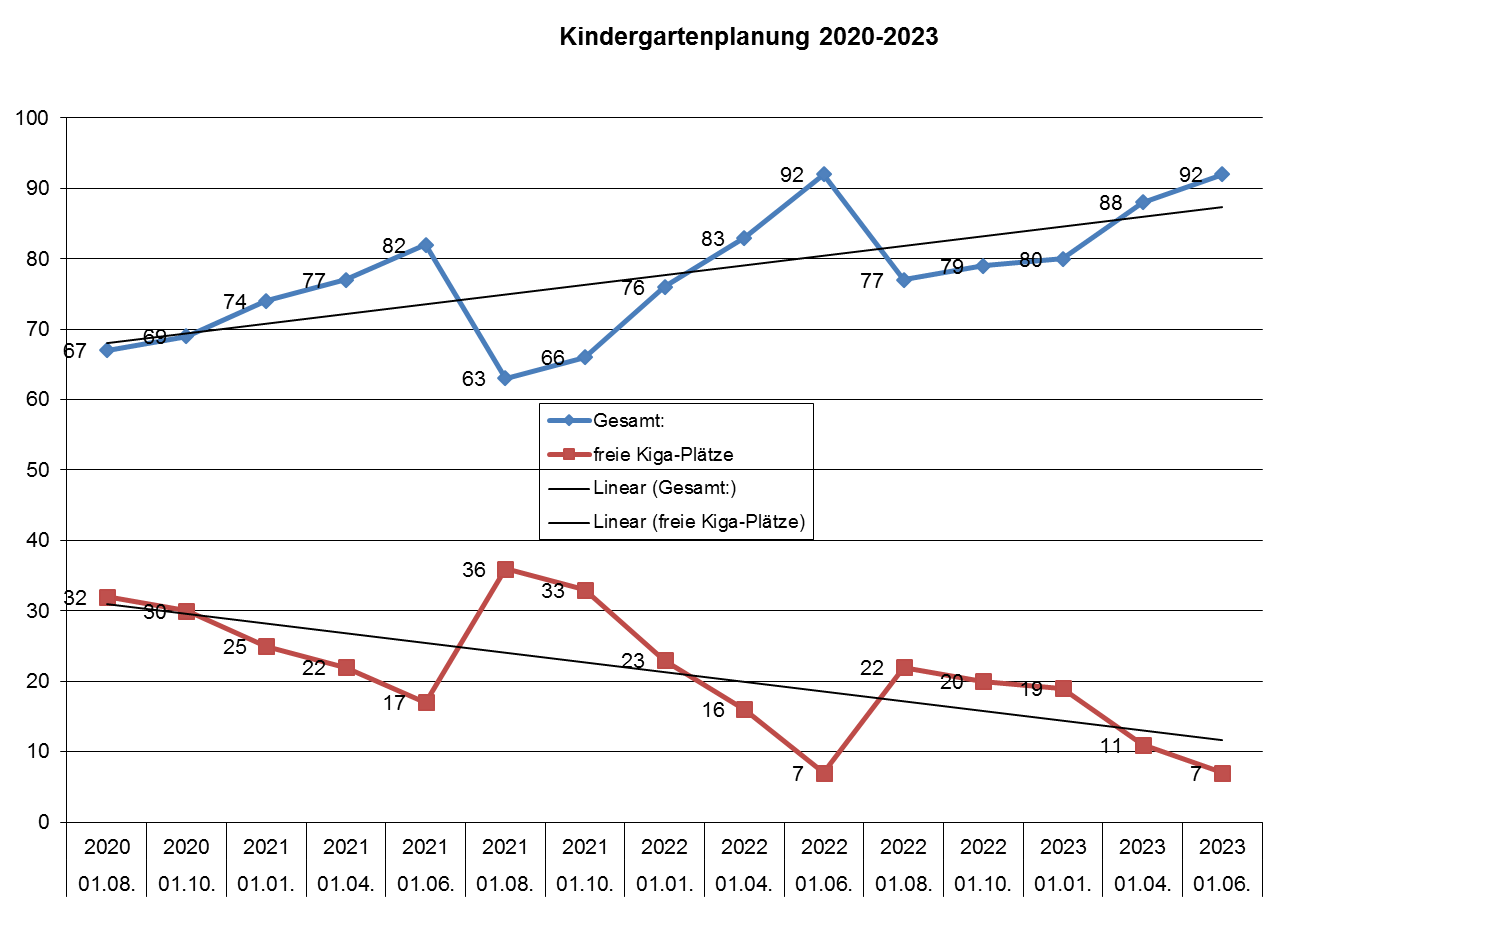 Kindergartenplanung 2020-2023
100
90
80
70
60
50
40
30
20
10
0
67 69 74 77 82 63 66 76 83 92 77 79 80 88 92
Gesamt:
freie Kiga-Plätze
Linear (Gesamt:)
Linear (freie Kiga-Plätze)
32 30 25 22 17 36 33 23 16 7 22 20 19 11 7
2020 2020 2021 2021 2021 2021 2021 2022 2022 2022 2022 2022 2023 2023 2023
01.08. 01.10. 01.01. 01.04. 01.06. 01.08. 01.10. 01.01. 01.04. 01.06. 01.08. 01.10. 01.01. 01.04. 01.06.